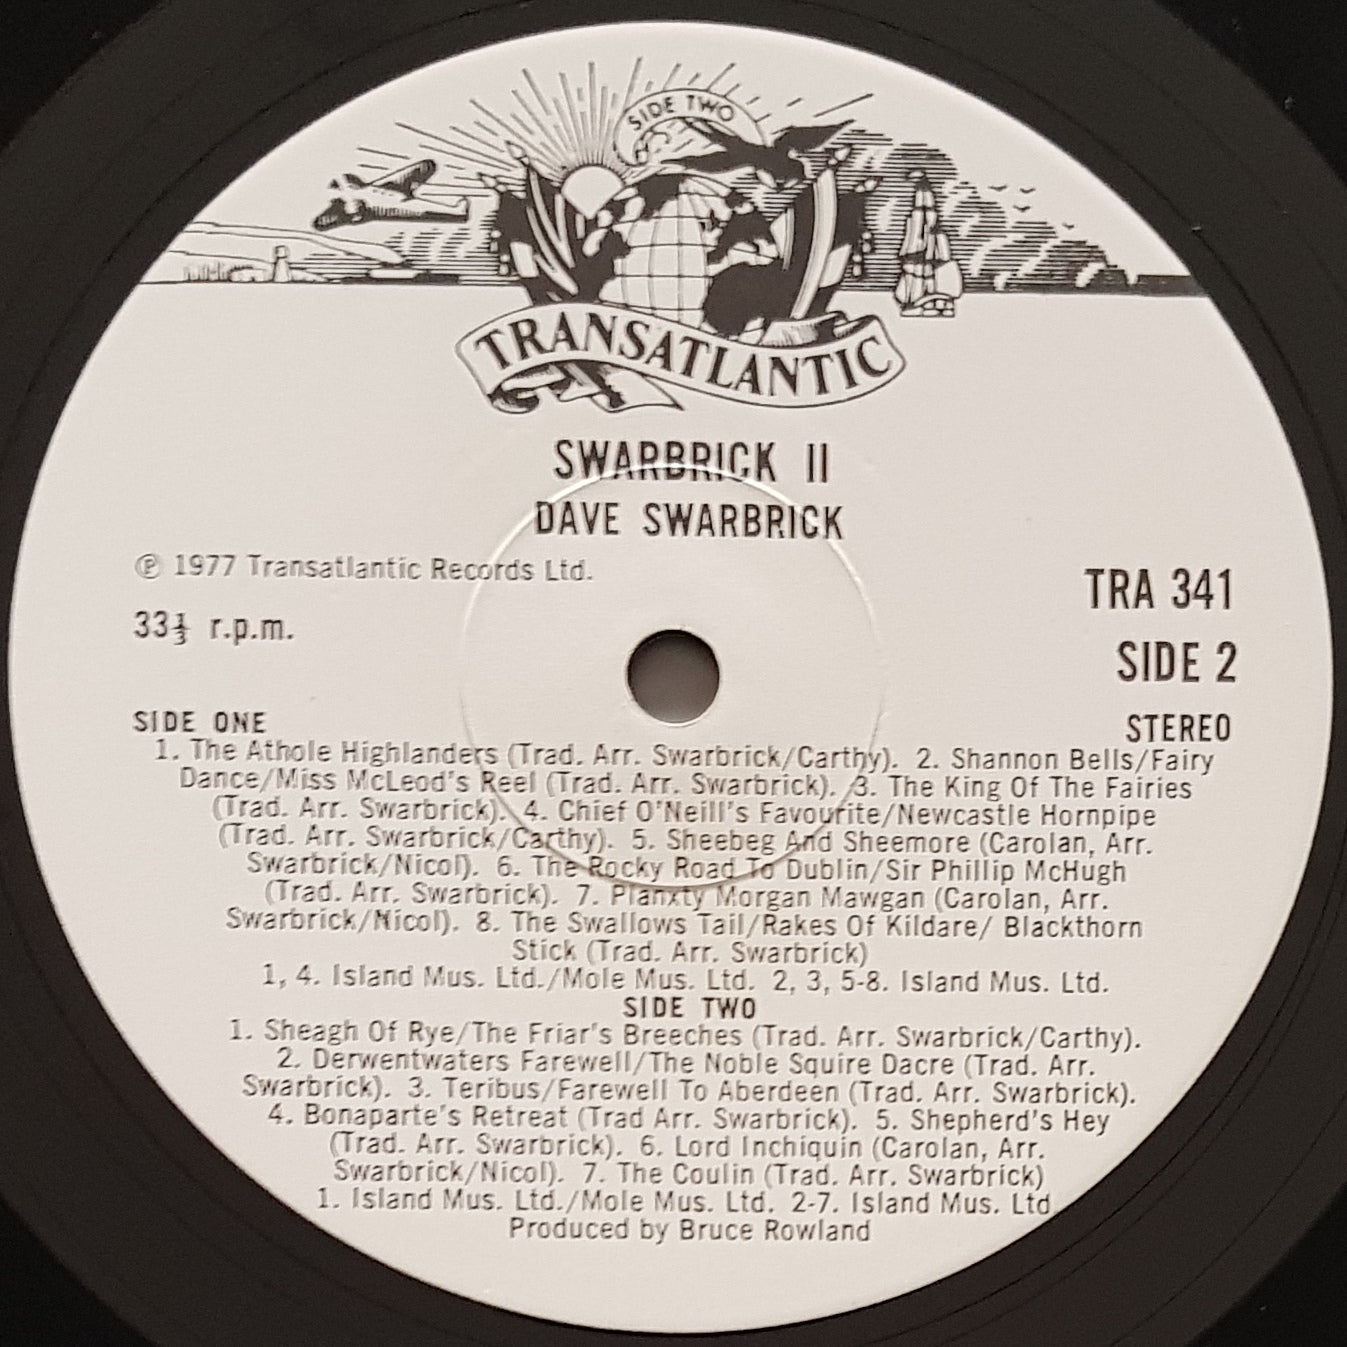 SIDE TWO
TRANSATLANTIC
SWARBRICK II
DAVE SWARBRICK
℗ 1977 Transatlantic Records Ltd.
TRA 341
33⅓ r.p.m.
SIDE 2
SIDE ONE
STEREO
1. The Athole Highlanders (Trad. Arr. Swarbrick/Carthy). 2. Shannon Bells/Fairy
Dance/Miss McLeod's Reel (Trad. Arr. Swarbrick). 3. The King Of The Fairies
(Trad. Arr. Swarbrick). 4. Chief O'Neill's Favourite/Newcastle Hornpipe
(Trad. Arr. Swarbrick/Carthy). 5. Sheebeg And Sheemore (Carolan, Arr.
Swarbrick/Nicol). 6. The Rocky Road To Dublin/Sir Phillip McHugh
(Trad. Arr. Swarbrick). 7. Planxty Morgan Mawgan (Carolan, Arr.
Swarbrick/Nicol). 8. The Swallows Tail/Rakes Of Kildare/ Blackthorn
Stick (Trad. Arr. Swarbrick)
1, 4. Island Mus. Ltd./Mole Mus. Ltd. 2, 3, 5-8. Island Mus. Ltd.
SIDE TWO
1. Sheagh Of Rye/The Friar's Breeches (Trad. Arr. Swarbrick/Carthy).
2. Derwentwaters Farewell/The Noble Squire Dacre (Trad. Arr.
Swarbrick). 3. Teribus/Farewell To Aberdeen (Trad. Arr. Swarbrick).
4. Bonaparte's Retreat (Trad Arr. Swarbrick). 5. Shepherd's Hey
(Trad. Arr. Swarbrick). 6. Lord Inchiquin (Carolan, Arr.
Swarbrick/Nicol). 7. The Coulin (Trad. Arr. Swarbrick)
1. Island Mus. Ltd./Mole Mus. Ltd. 2-7. Island Mus. Ltd
Produced by Bruce Rowland